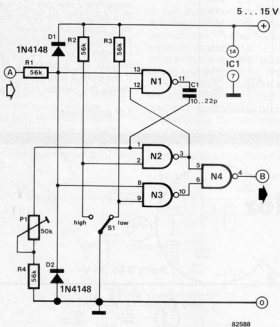 5 ... 15 V
D1
1N4148
R2
56k
R3
56k
14
IC1
7
A
R1
56k
13
12
N1
11
C1
10...22p
1
2
N2
3
5
6
N4
4
B
8
9
N3
10
P1
50k
high
low
S1
R4
56k
D2
1N4148
0
82588